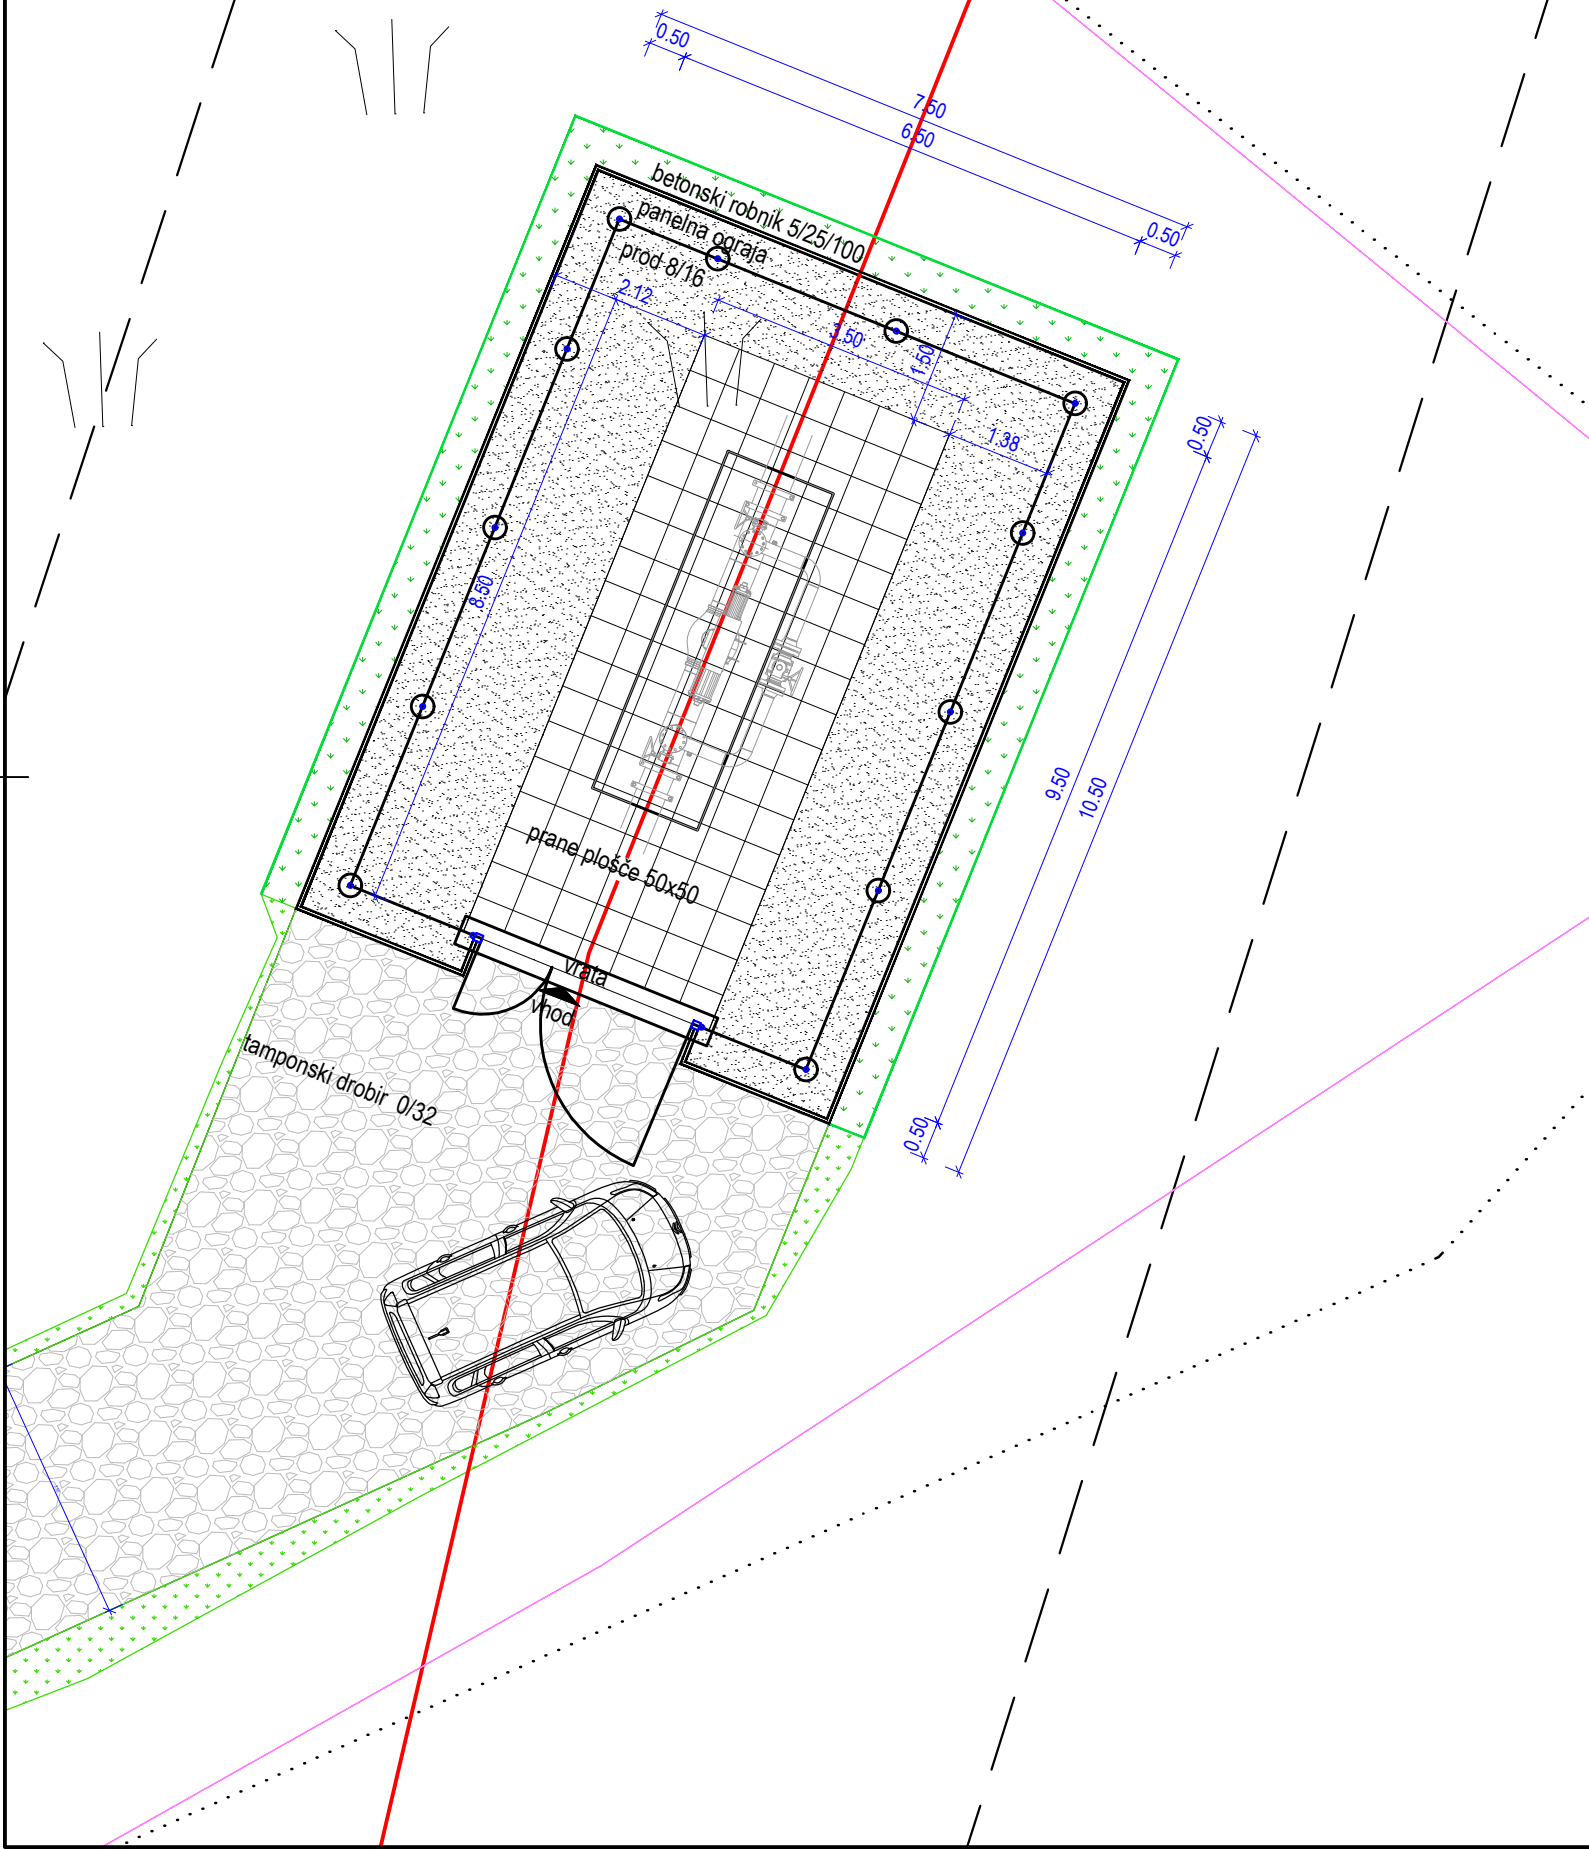 0.50
7.50
6.50
0.50
betonski robnik 5/25/100
panelna ograja
prod 8/16
2.12
3.50
1.50
1.38
0.50
8.50
9.50
10.50
prane plošče 50x50
vrata
vhod
tamponski drobir 0/32
0.50